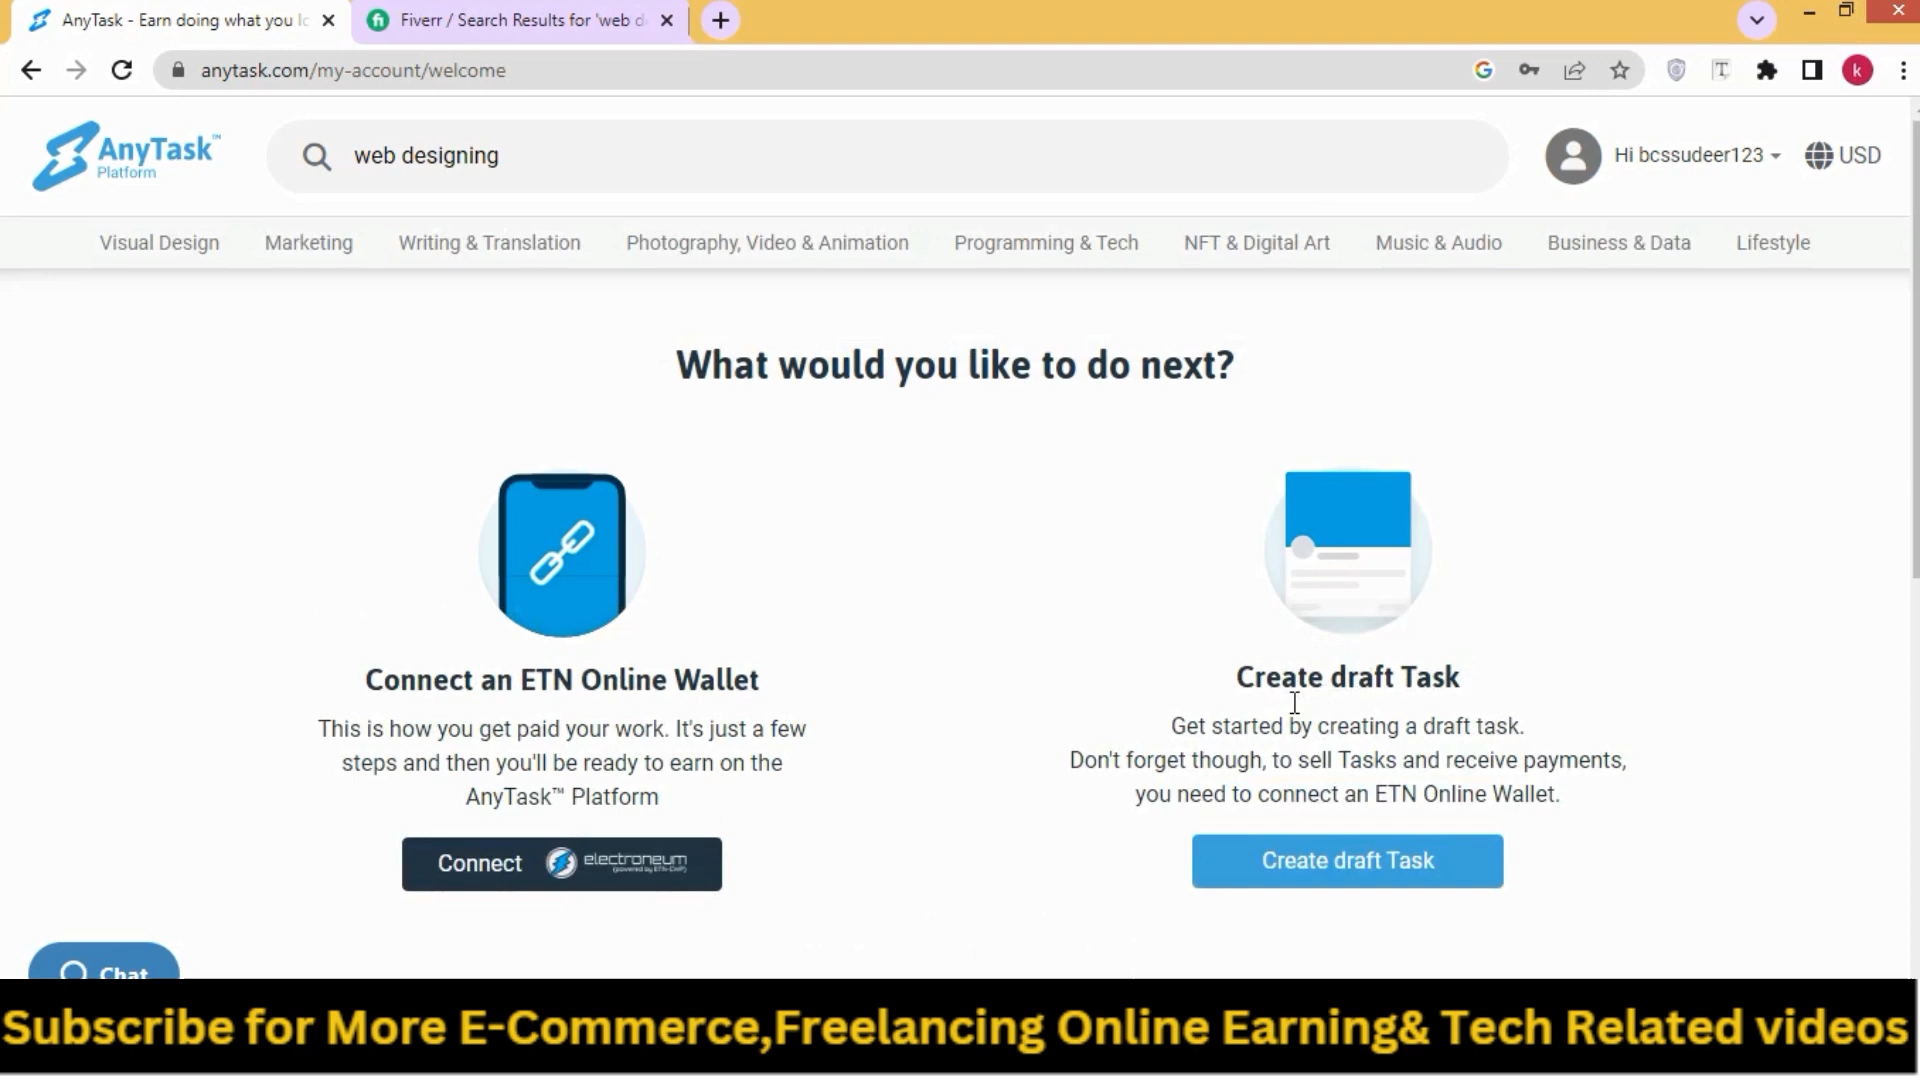 AnyTask - Earn doing what you lo
Fiverr / Search Results for 'web d
anytask.com/my-account/welcome
k
AnyTask™
Platform
web designing
Hi bcssudeer123
USD
Visual Design
Marketing
Writing & Translation
Photography, Video & Animation
Programming & Tech
NFT & Digital Art
Music & Audio
Business & Data
Lifestyle
What would you like to do next?
Connect an ETN Online Wallet
This is how you get paid your work. It's just a few
steps and then you'll be ready to earn on the
AnyTask™ Platform
Connect electroneum
(powered by ETN-CWP)
Create draft Task
Get started by creating a draft task.
Don't forget though, to sell Tasks and receive payments,
you need to connect an ETN Online Wallet.
Create draft Task
Chat
Subscribe for More E-Commerce,Freelancing Online Earning& Tech Related videos